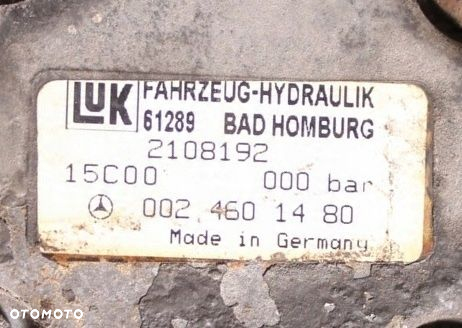 LUK FAHRZEUG-HYDRAULIK
61289 BAD HOMBURG
2108192
15C00 000 bar
002 460 14 80
Made in Germany
OTOMOTO